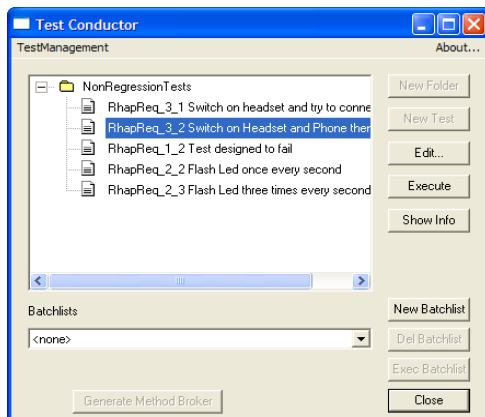 Test Conductor
TestManagement
About...
NonRegressionTests
RhapReq_3_1 Switch on headset and try to conne
RhapReq_3_2 Switch on Headset and Phone ther
RhapReq_1_2 Test designed to fail
RhapReq_2_2 Flash Led once every second
RhapReq_2_3 Flash Led three times every second
New Folder
New Test
Edit...
Execute
Show Info
Batchlists
<none>
New Batchlist
Del Batchlist
Exec Batchlist
Generate Method Broker
Close